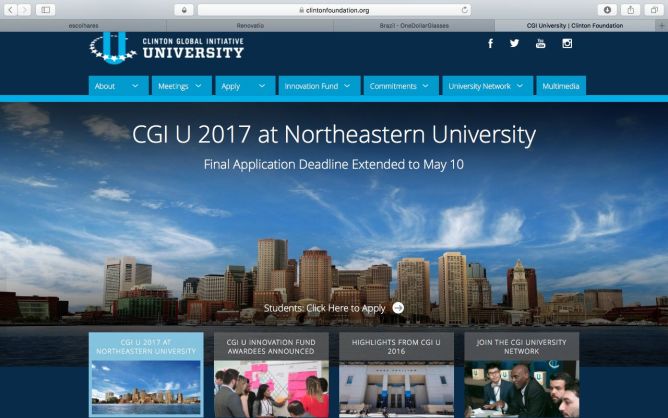 clintonfoundation.org
escolhares
Renovatio
Brazil - OneDollarGlasses
CGI University | Clinton Foundation
CLINTON GLOBAL INITIATIVE
UNIVERSITY
About
Meetings
Apply
Innovation Fund
Commitments
University Network
Multimedia
CGI U 2017 at Northeastern University
Final Application Deadline Extended to May 10
Students: Click Here to Apply
CGI U 2017 AT
NORTHEASTERN UNIVERSITY
CGI U INNOVATION FUND
AWARDEES ANNOUNCED
HIGHLIGHTS FROM CGI U
2016
JOIN THE CGI UNIVERSITY
NETWORK